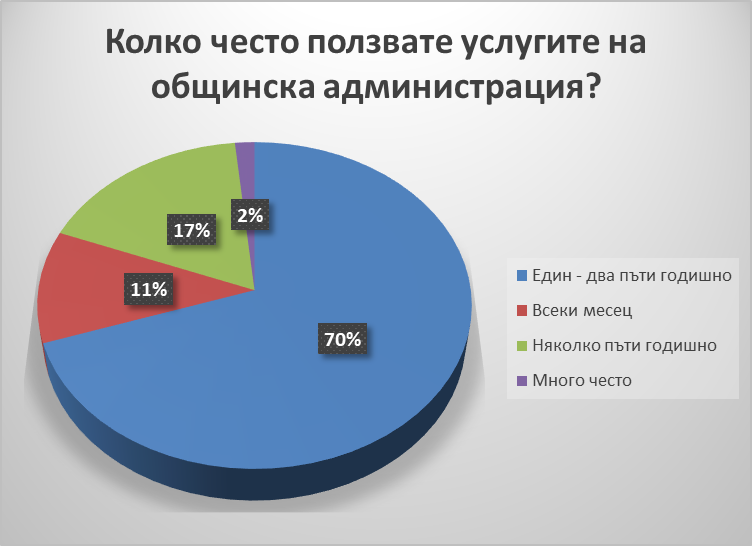 Колко често ползвате услугите на
общинска администрация?
2%
17%
11%
70%
Един - два пъти годишно
Всеки месец
Няколко пъти годишно
Много често